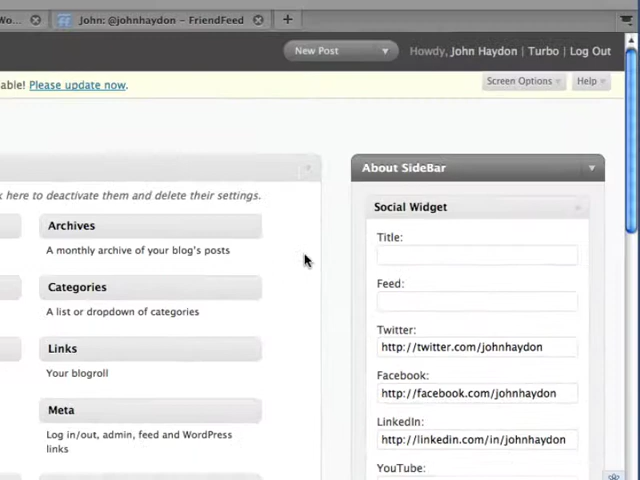 Wo...
John: @johnhaydon – FriendFeed
New Post
Howdy, John Haydon | Turbo | Log Out
able! Please update now.
Screen Options
Help
About SideBar
k here to deactivate them and delete their settings.
Social Widget
Archives
Title:
A monthly archive of your blog's posts
Feed:
Categories
A list or dropdown of categories
Twitter:
http://twitter.com/johnhaydon
Links
Your blogroll
Facebook:
http://facebook.com/johnhaydon
Meta
LinkedIn:
Log in/out, admin, feed and WordPress
links
http://linkedin.com/in/johnhaydon
YouTube: